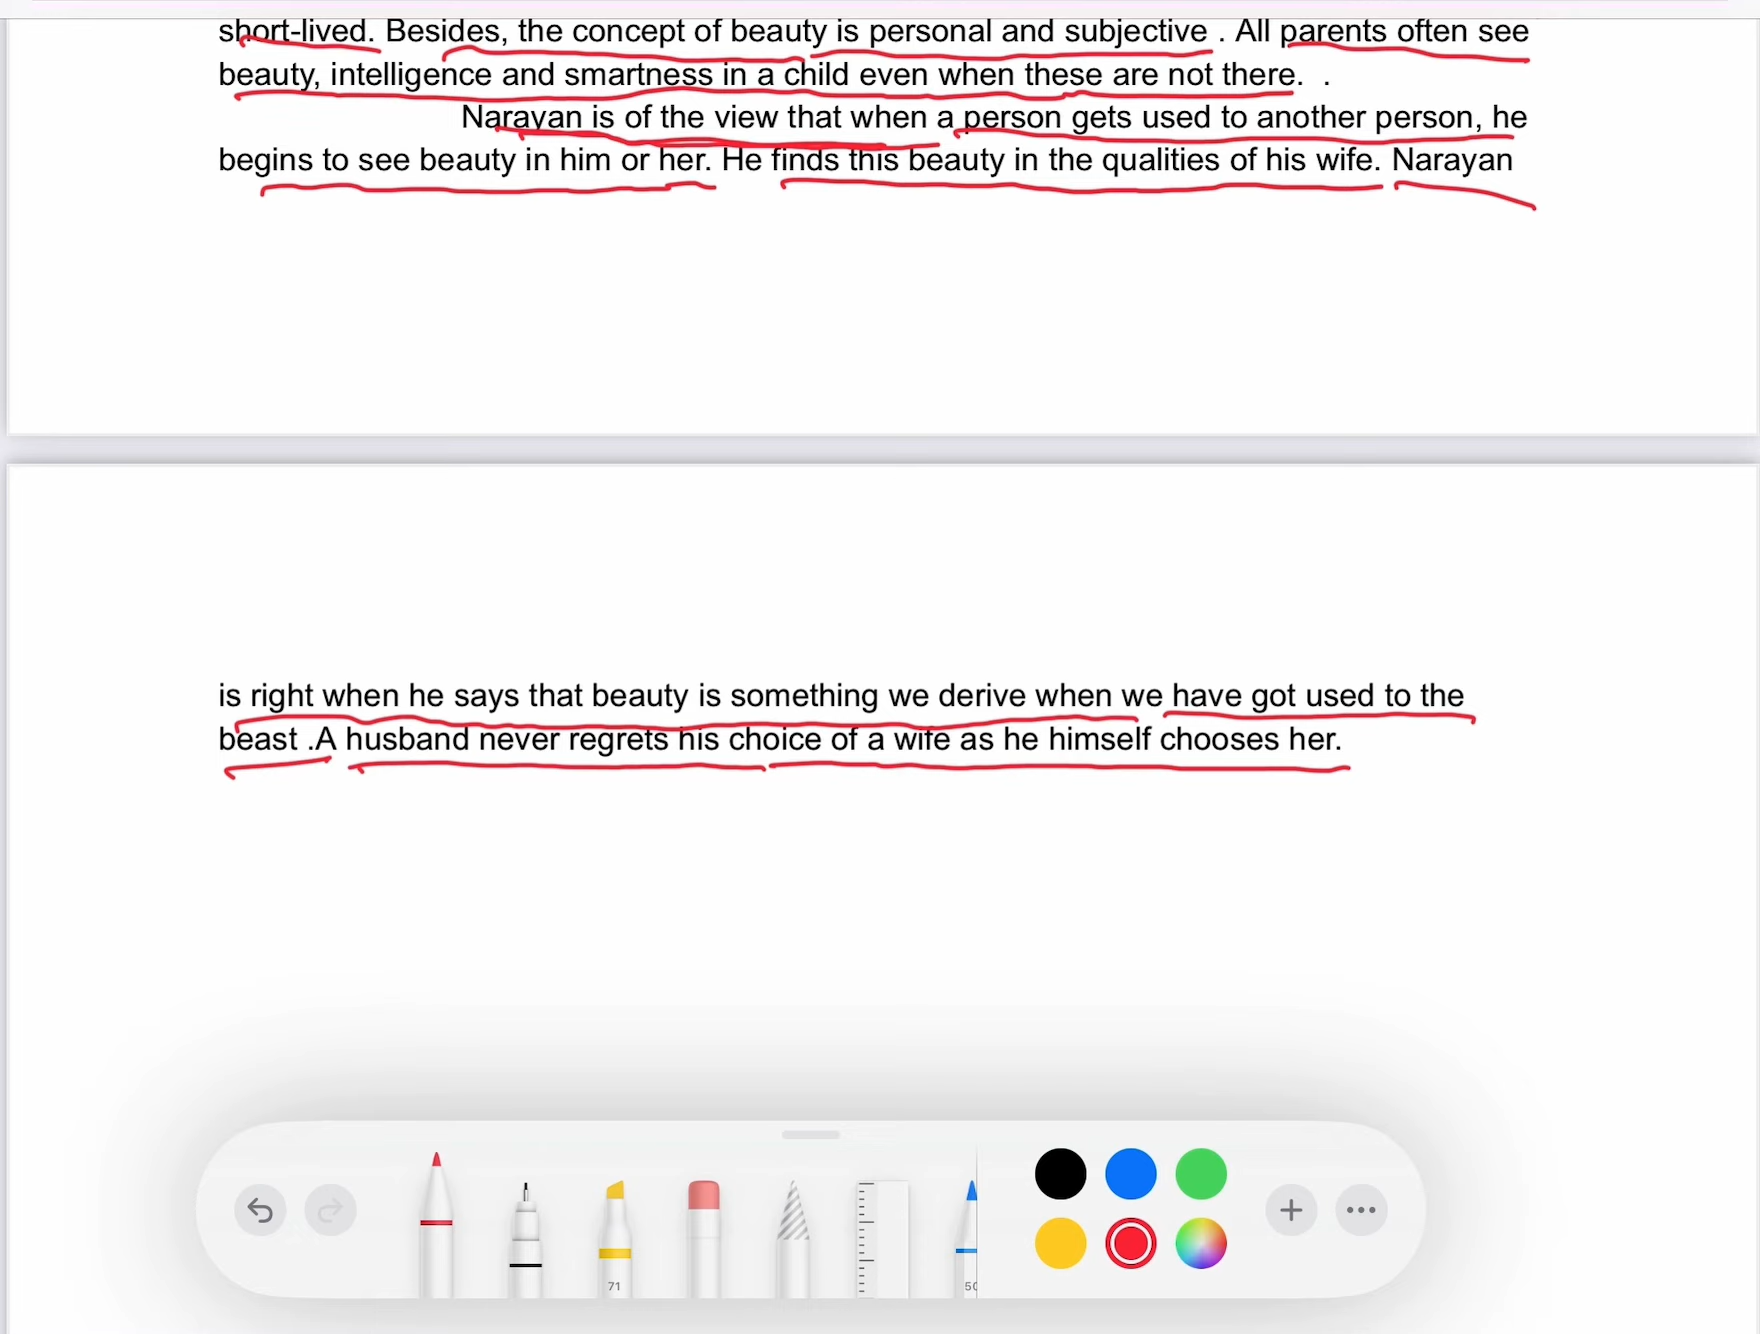 short-lived. Besides, the concept of beauty is personal and subjective . All parents often see
beauty, intelligence and smartness in a child even when these are not there. .
Narayan is of the view that when a person gets used to another person, he
begins to see beauty in him or her. He finds this beauty in the qualities of his wife. Narayan
is right when he says that beauty is something we derive when we have got used to the
beast .A husband never regrets his choice of a wife as he himself chooses her.
71
50